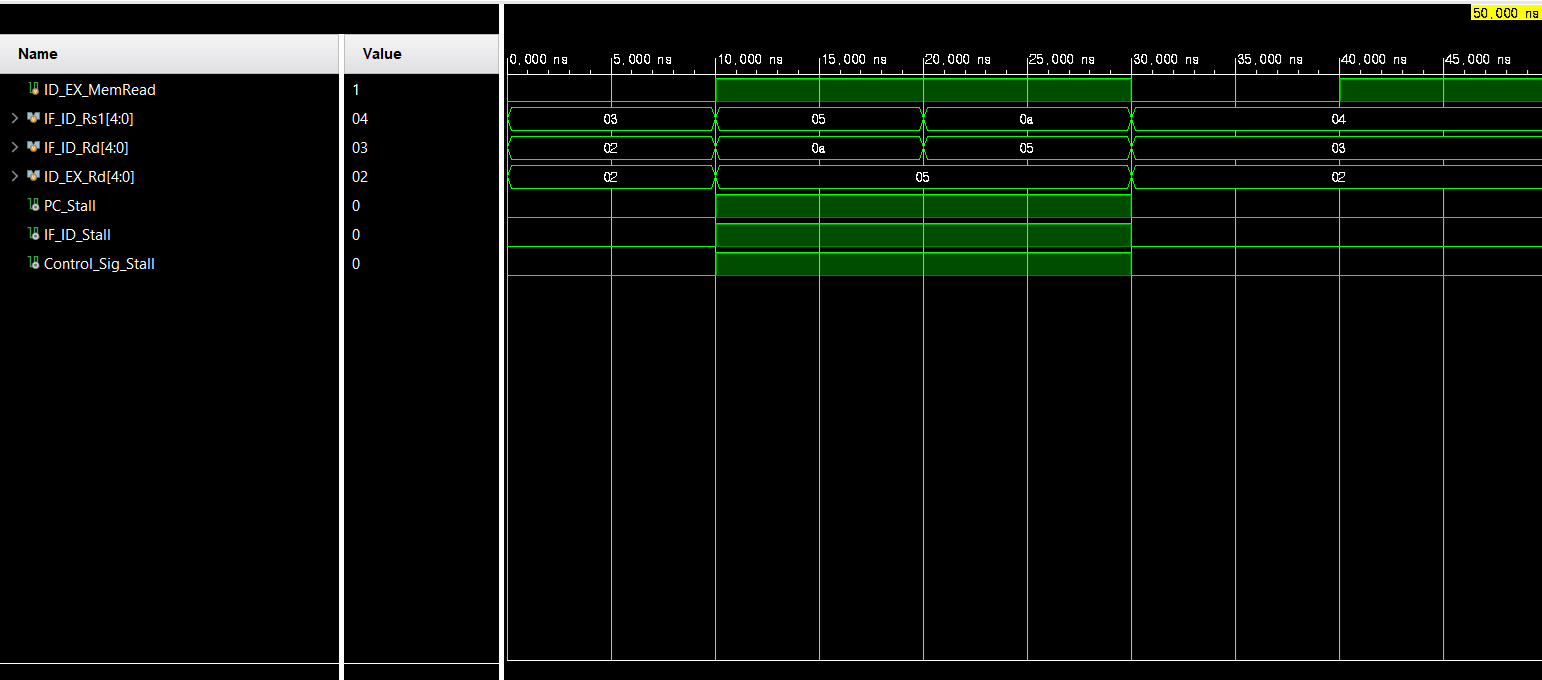 50.000 ns
Name Value
0.000 ns 5.000 ns 10.000 ns 15.000 ns 20.000 ns 25.000 ns 30.000 ns 35.000 ns 40.000 ns 45.000 ns
ID_EX_MemRead 1
IF_ID_Rs1[4:0] 04 03 05 0a 04
IF_ID_Rd[4:0] 03 02 0a 05 03
ID_EX_Rd[4:0] 02 02 05 02
PC_Stall 0
IF_ID_Stall 0
Control_Sig_Stall 0